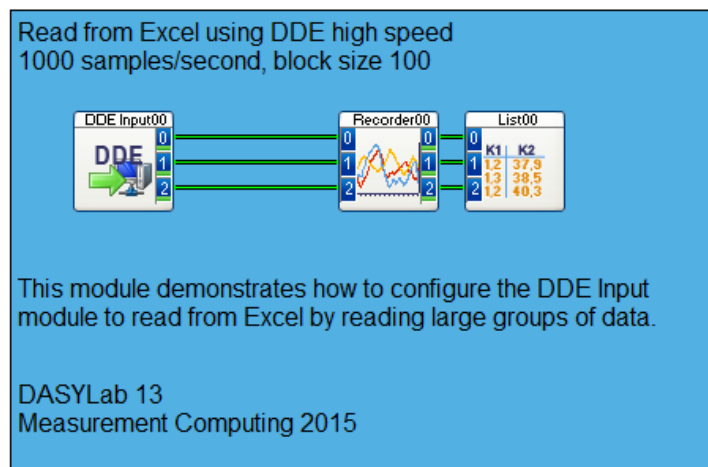 Read from Excel using DDE high speed
1000 samples/second, block size 100
DDE Input00 Recorder00 List00
0 0 0 0
DDE K1 K2
1 1 1 1 1,2 37,9
1,3 38,5
2 2 2 2 1,2 40,3
This module demonstrates how to configure the DDE Input
module to read from Excel by reading large groups of data.
DASYLab 13
Measurement Computing 2015